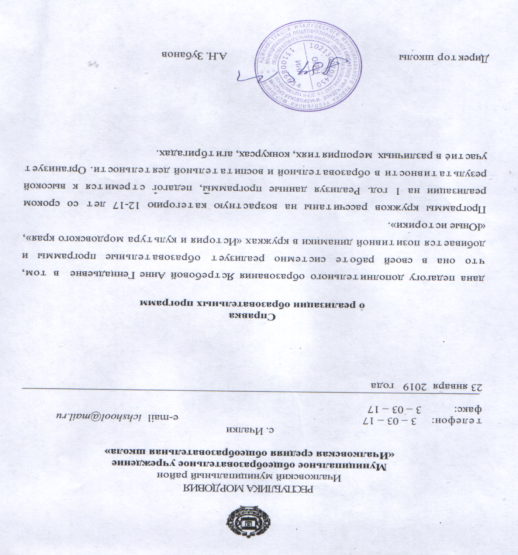 РЕСПУБЛИКА МОРДОВИЯ
Ичалковский муниципальный район
Муниципальное общеобразовательное учреждение
«Ичалковская средняя общеобразовательная школа»
с. Ичалки
телефон: 3 – 03 – 17
факс: 3 – 03 – 17 e-mail ichshool@mail.ru
23 января 2019 года
Справка
о реализации образовательных программ
дана педагогу дополнительного образования Ястребовой Анне Геннадьевне в том,
что она в своей работе системно реализует образовательные программы и
добивается позитивной динамики в кружках «История и культура мордовского края»,
«Юные историки».
Программы кружков рассчитаны на возрастную категорию 12-17 лет со сроком
реализации на 1 год. Реализуя данные программы, педагог стремится к высокой
результативности в образовательной и воспитательной деятельности. Организует
участие в различных мероприятиях, конкурсах, агитбригадах.
Директор школы А.Н. Зубанов